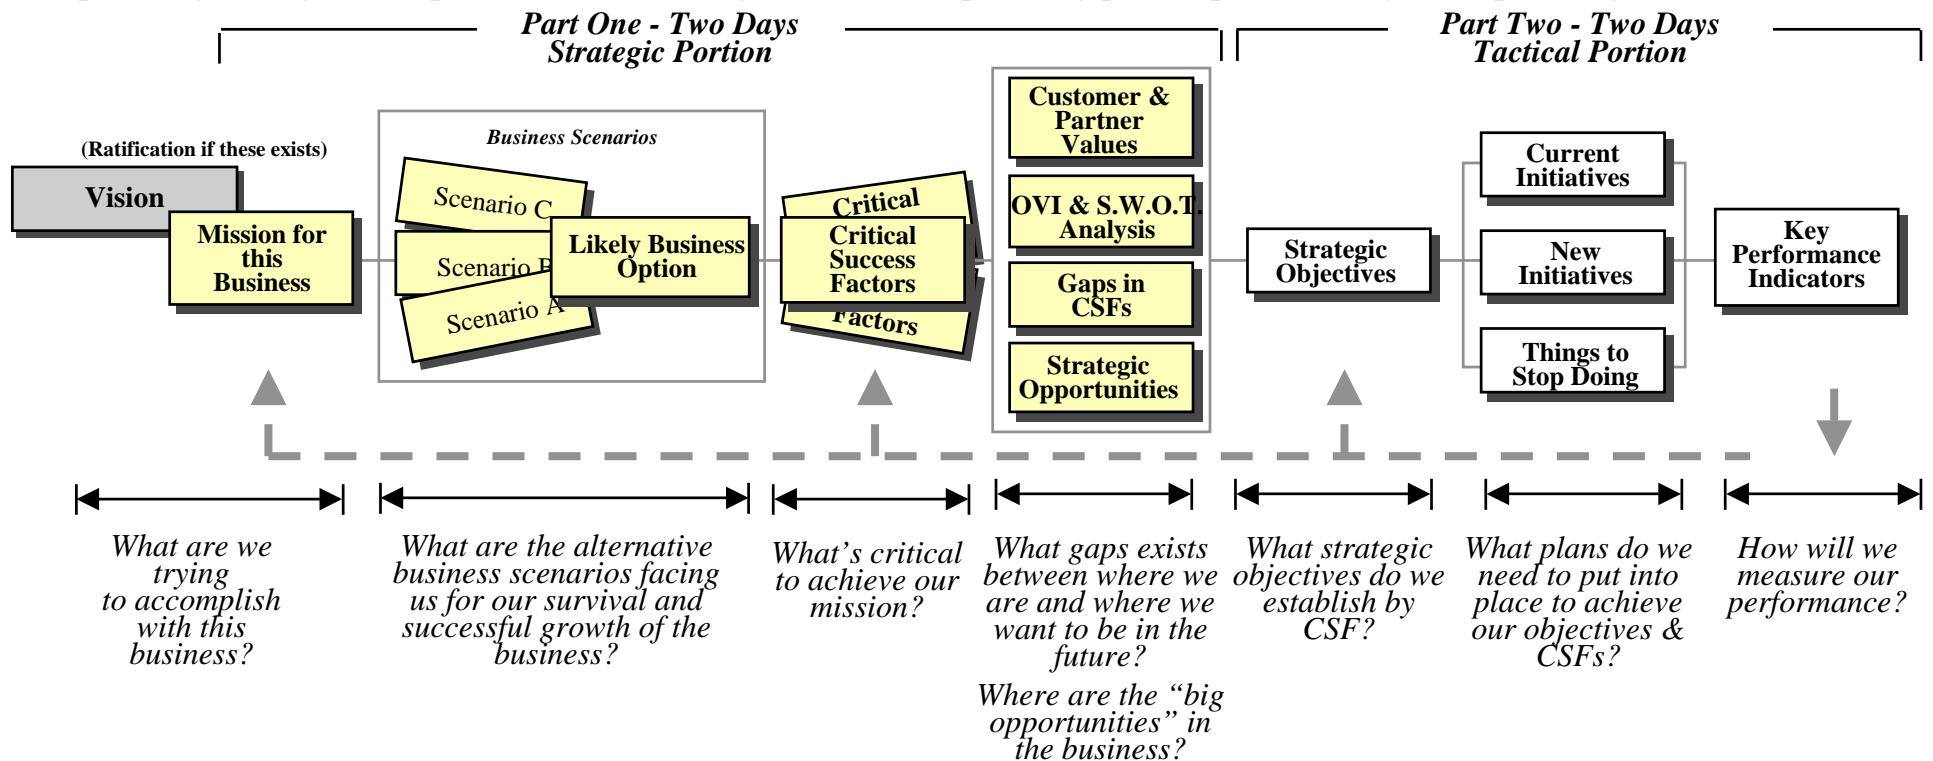 Part One - Two Days
Strategic Portion
Part Two - Two Days
Tactical Portion
(Ratification if these exists)
Vision
Mission for
this
Business
Business Scenarios
Scenario C
Scenario B
Scenario A
Likely Business
Option
Critical
Critical
Success
Factors
Factors
Customer &
Partner
Values
OVI & S.W.O.T.
Analysis
Gaps in
CSFs
Strategic
Opportunities
Strategic
Objectives
Current
Initiatives
New
Initiatives
Things to
Stop Doing
Key
Performance
Indicators
What are we
trying
to accomplish
with this
business?
What are the alternative
business scenarios facing
us for our survival and
successful growth of the
business?
What's critical
to achieve our
mission?
What gaps exists
between where we
are and where we
want to be in the
future?
Where are the “big
opportunities” in
the business?
What strategic
objectives do we
establish by
CSF?
What plans do we
need to put into
place to achieve
our objectives &
CSFs?
How will we
measure our
performance?